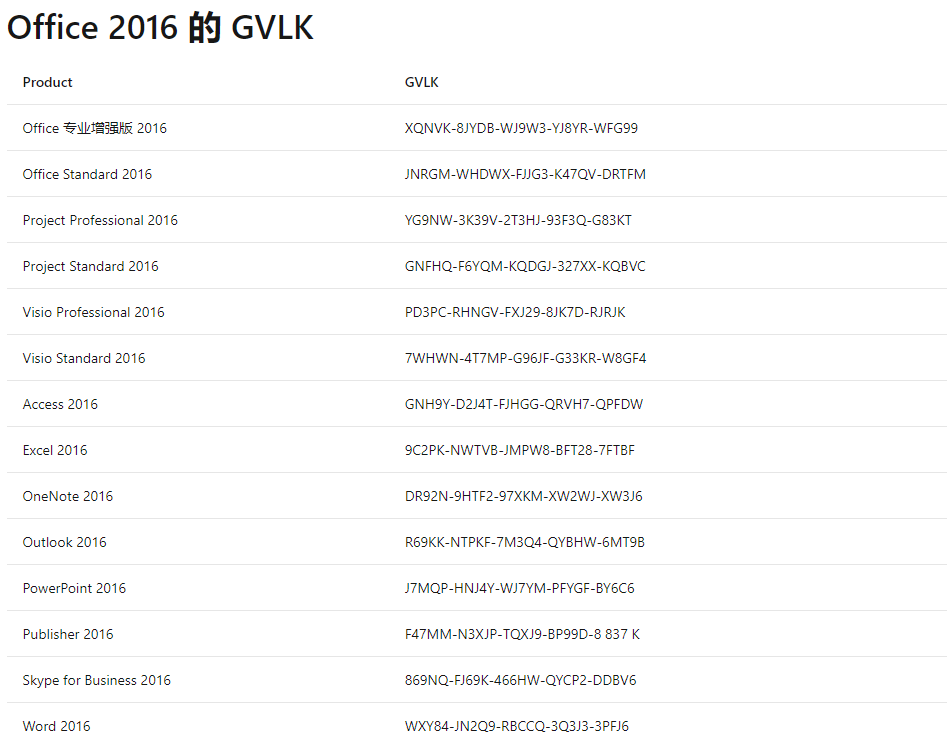 Office 2016 的 GVLK
Product GVLK
Office 专业增强版 2016 XQNVK-8JYDB-WJ9W3-YJ8YR-WFG99
Office Standard 2016 JNRGM-WHDWX-FJJG3-K47QV-DRTFM
Project Professional 2016 YG9NW-3K39V-2T3HJ-93F3Q-G83KT
Project Standard 2016 GNFHQ-F6YQM-KQDGJ-327XX-KQBVC
Visio Professional 2016 PD3PC-RHNGV-FXJ29-8JK7D-RJRJK
Visio Standard 2016 7WHWN-4T7MP-G96JF-G33KR-W8GF4
Access 2016 GNH9Y-D2J4T-FJHGG-QRVH7-QPFDW
Excel 2016 9C2PK-NWTVB-JMPW8-BFT28-7FTBF
OneNote 2016 DR92N-9HTF2-97XKM-XW2WJ-XW3J6
Outlook 2016 R69KK-NTPKF-7M3Q4-QYBHW-6MT9B
PowerPoint 2016 J7MQP-HNJ4Y-WJ7YM-PFYGF-BY6C6
Publisher 2016 F47MM-N3XJP-TQXJ9-BP99D-8 837 K
Skype for Business 2016 869NQ-FJ69K-466HW-QYCP2-DDBV6
Word 2016 WXY84-JN2Q9-RBCCQ-3Q3J3-3PFJ6